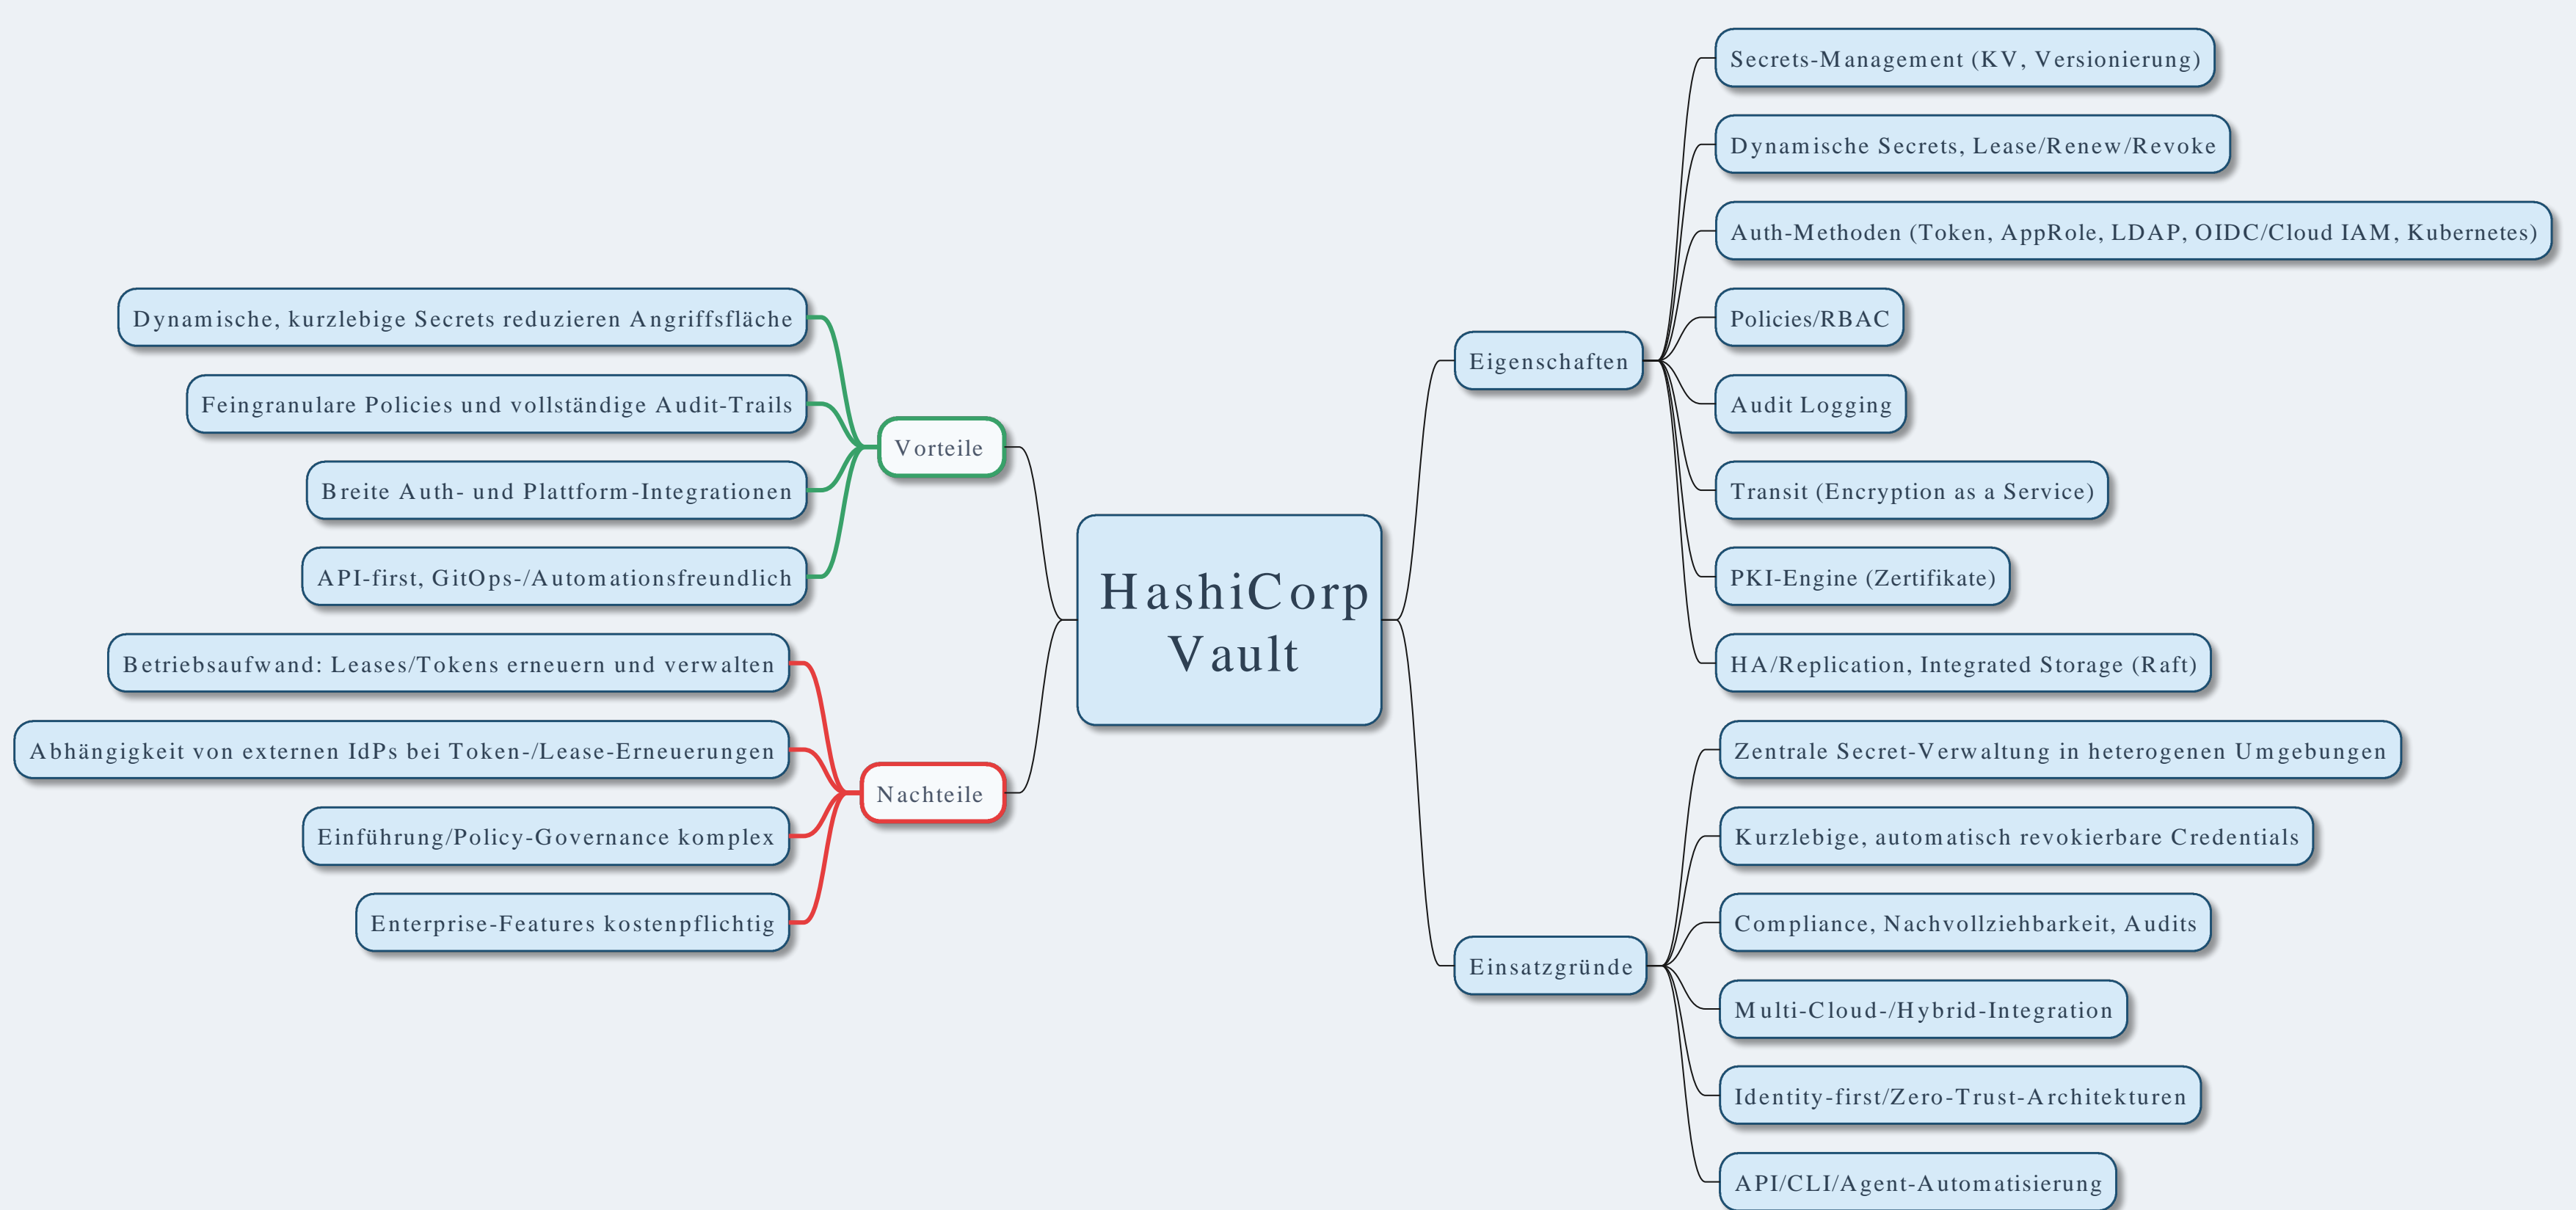 HashiCorp
Vault
Vorteile
Dynamische, kurzlebige Secrets reduzieren Angriffsfläche
Feingranulare Policies und vollständige Audit-Trails
Breite Auth- und Plattform-Integrationen
API-first, GitOps-/Automationsfreundlich
Nachteile
Betriebsaufwand: Leases/Tokens erneuern und verwalten
Abhängigkeit von externen IdPs bei Token-/Lease-Erneuerungen
Einführung/Policy-Governance komplex
Enterprise-Features kostenpflichtig
Eigenschaften
Secrets-Management (KV, Versionierung)
Dynamische Secrets, Lease/Renew/Revoke
Auth-Methoden (Token, AppRole, LDAP, OIDC/Cloud IAM, Kubernetes)
Policies/RBAC
Audit Logging
Transit (Encryption as a Service)
PKI-Engine (Zertifikate)
HA/Replication, Integrated Storage (Raft)
Einsatzgründe
Zentrale Secret-Verwaltung in heterogenen Umgebungen
Kurzlebige, automatisch revokierbare Credentials
Compliance, Nachvollziehbarkeit, Audits
Multi-Cloud-/Hybrid-Integration
Identity-first/Zero-Trust-Architekturen
API/CLI/Agent-Automatisierung